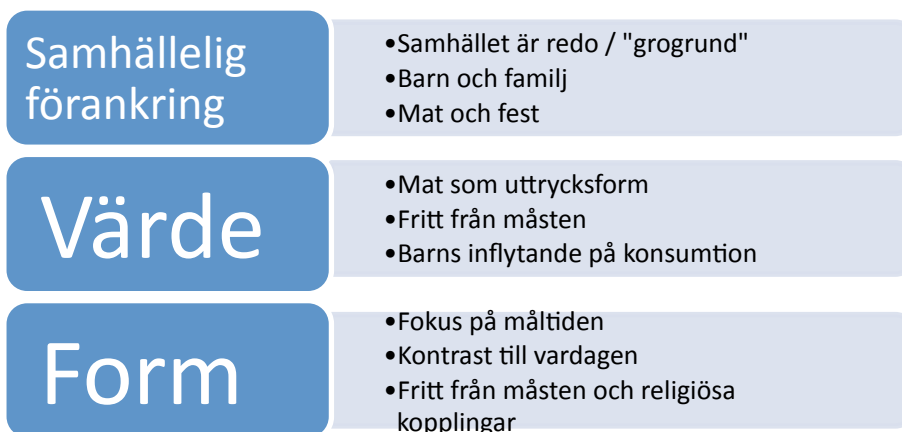 Samhällelig
förankring
•Samhället är redo / "grogrund"
•Barn och familj
•Mat och fest
Värde
•Mat som uttrycksform
•Fritt från måsten
•Barns inflytande på konsumtion
Form
•Fokus på måltiden
•Kontrast till vardagen
•Fritt från måsten och religiösa
kopplingar